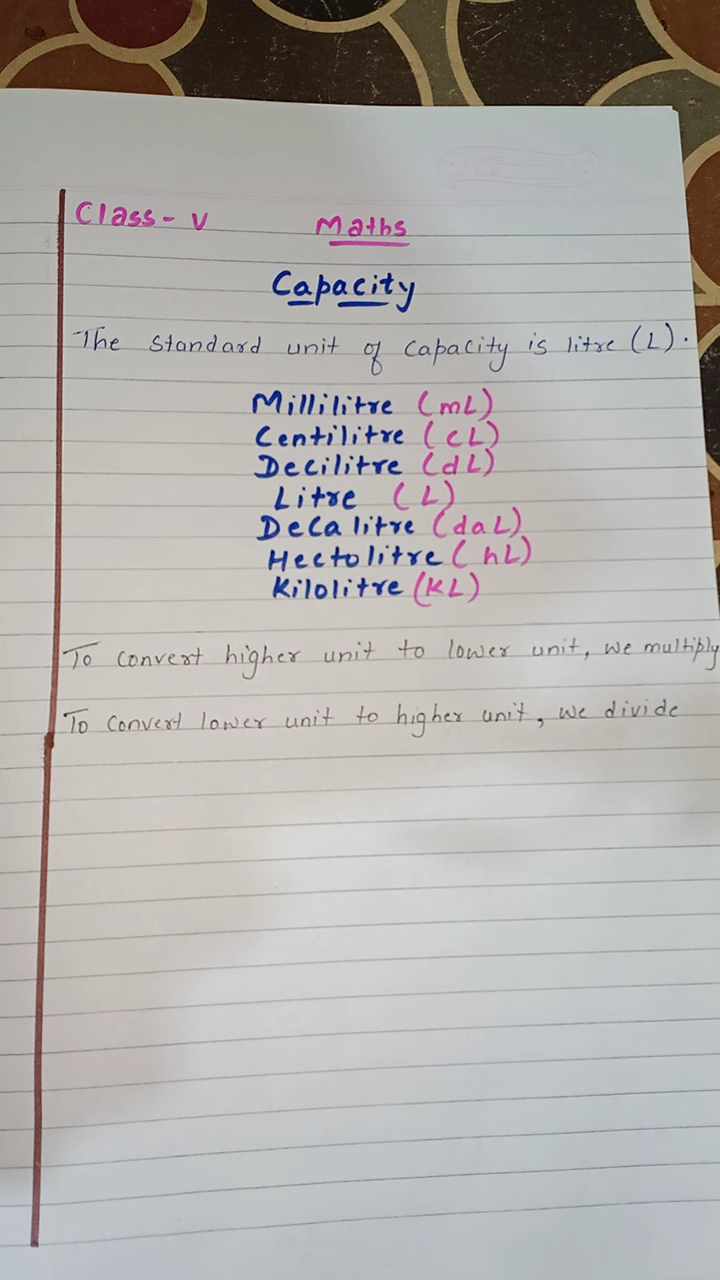 Class - V
Maths
Capacity
The standard unit of capacity is litre (L).
Millilitre (mL)
Centilitre (cL)
Decilitre (dL)
Litre (L)
Decalitre (daL)
Hectolitre (hL)
Kilolitre (KL)
To convert higher unit to lower unit, we multiply
To convert lower unit to higher unit, we divide